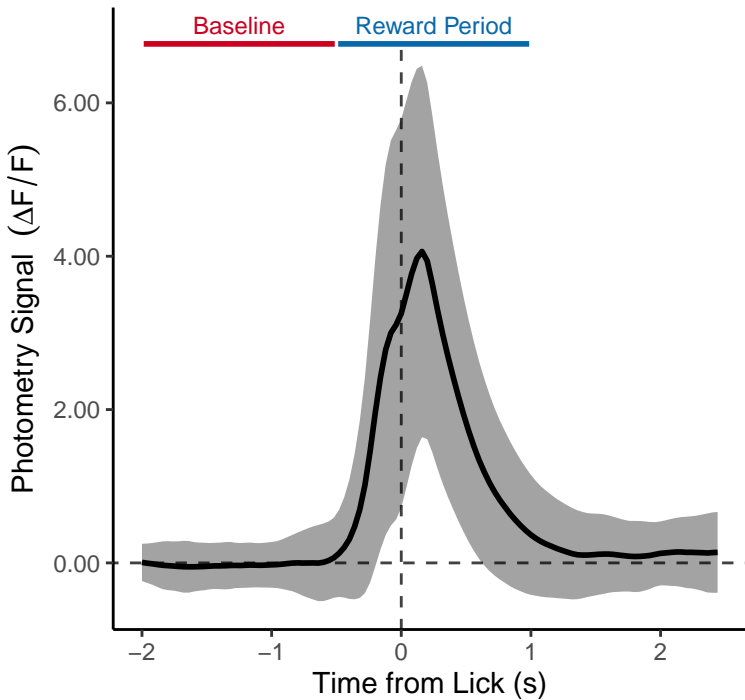 Baseline Reward Period
6.00
4.00
2.00
0.00
Photometry Signal (ΔF/F)
−2 −1 0 1 2
Time from Lick (s)